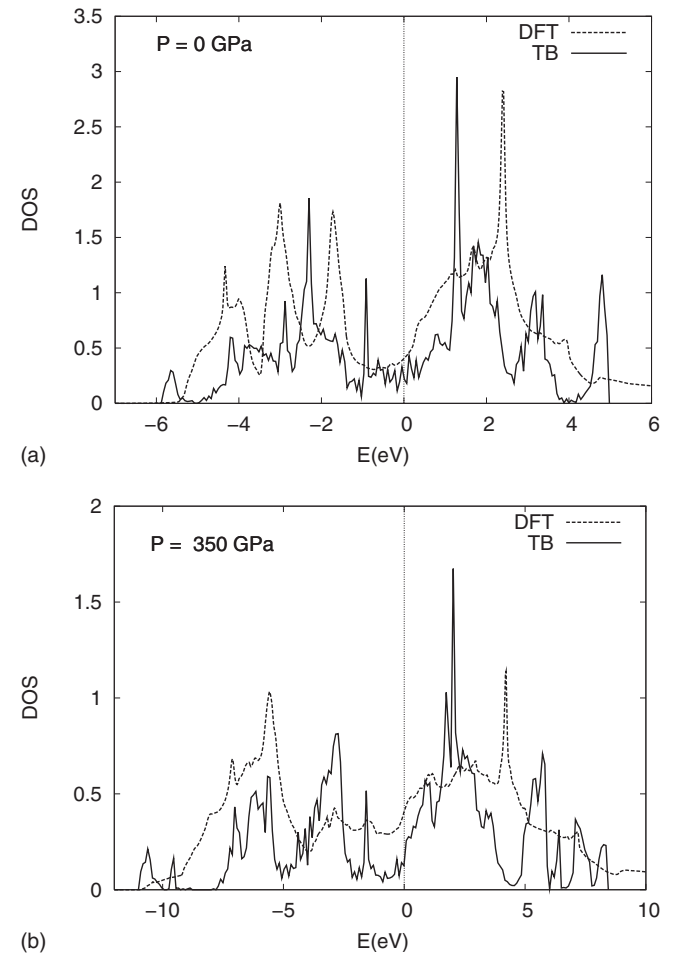 3.5
P = 0 GPa
DFT
TB
3
2.5
2
DOS
1.5
1
0.5
0
−6 −4 −2 0 2 4 6
(a)
E(eV)
2
P = 350 GPa
DFT
TB
1.5
DOS
1
0.5
0
−10 −5 0 5 10
(b)
E(eV)